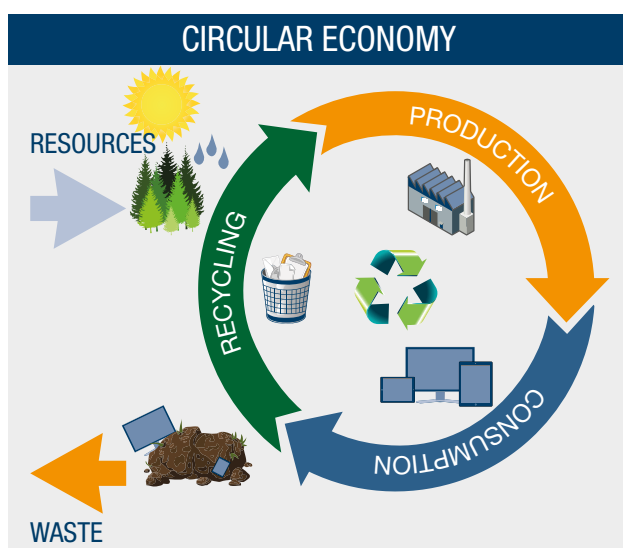 CIRCULAR ECONOMY
RESOURCES
PRODUCTION
RECYCLING
CONSUMPTION
WASTE